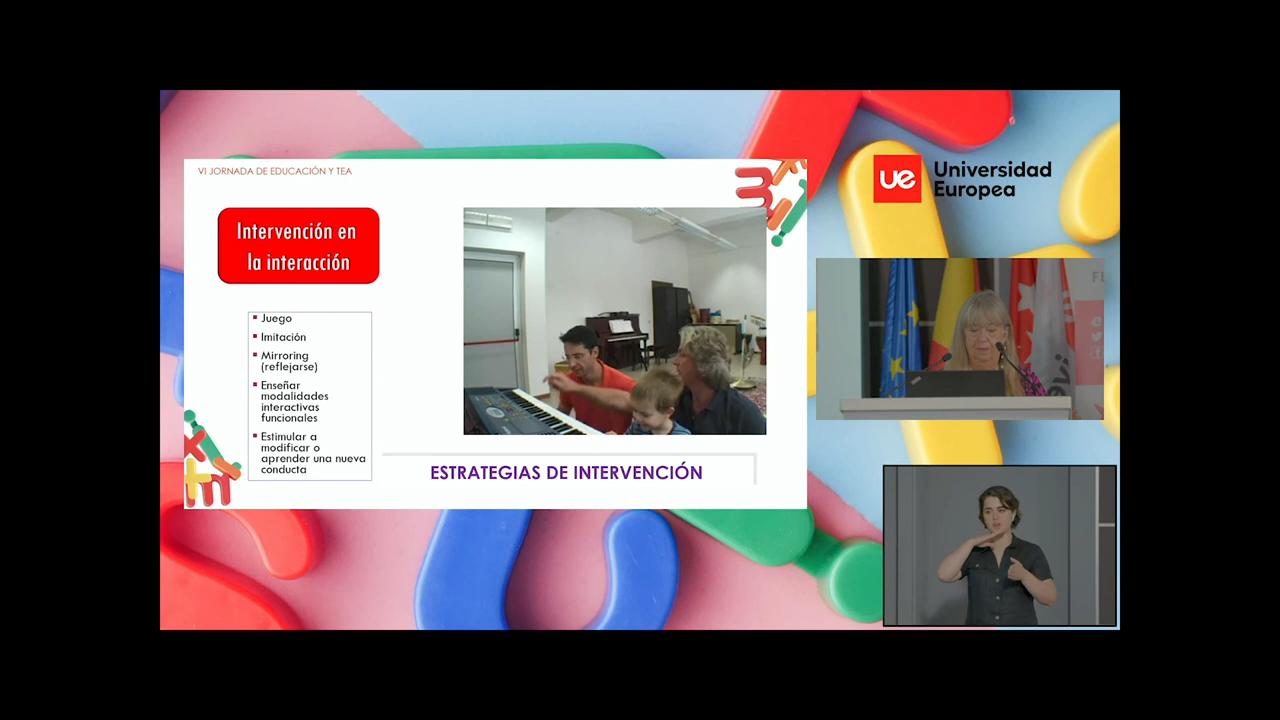 VI JORNADA DE EDUCACIÓN Y TEA
Intervención en
la interacción
Juego
Imitación
Mirroring
(reflejarse)
Enseñar
modalidades
interactivas
funcionales
Estimular a
modificar o
aprender una nueva
conducta
ESTRATEGIAS DE INTERVENCIÓN
ue
Universidad
Europea